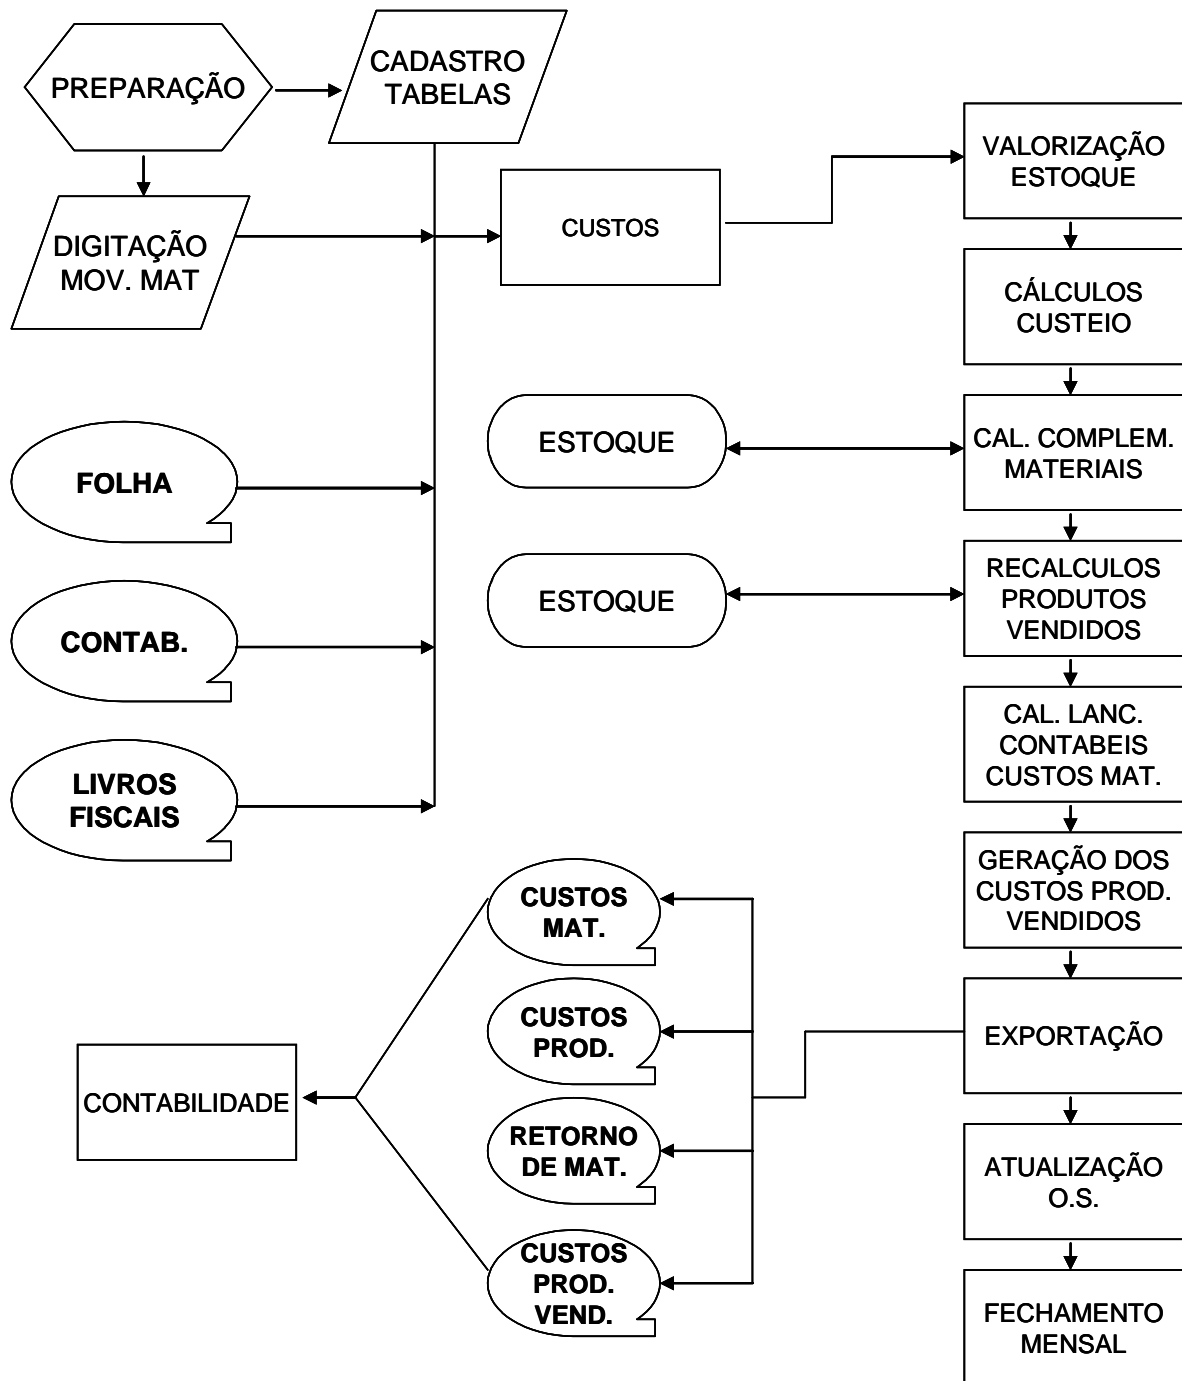 PREPARAÇÃO
CADASTRO
TABELAS
DIGITAÇÃO
MOV. MAT
CUSTOS
VALORIZAÇÃO
ESTOQUE
CÁLCULOS
CUSTEIO
ESTOQUE
CAL. COMPLEM.
MATERIAIS
FOLHA
ESTOQUE
RECALCULOS
PRODUTOS
VENDIDOS
CONTAB.
CAL. LANC.
CONTABEIS
CUSTOS MAT.
LIVROS
FISCAIS
GERAÇÃO DOS
CUSTOS PROD.
VENDIDOS
CUSTOS
MAT.
CUSTOS
PROD.
EXPORTAÇÃO
CONTABILIDADE
RETORNO
DE MAT.
ATUALIZAÇÃO
O.S.
CUSTOS
PROD.
VEND.
FECHAMENTO
MENSAL